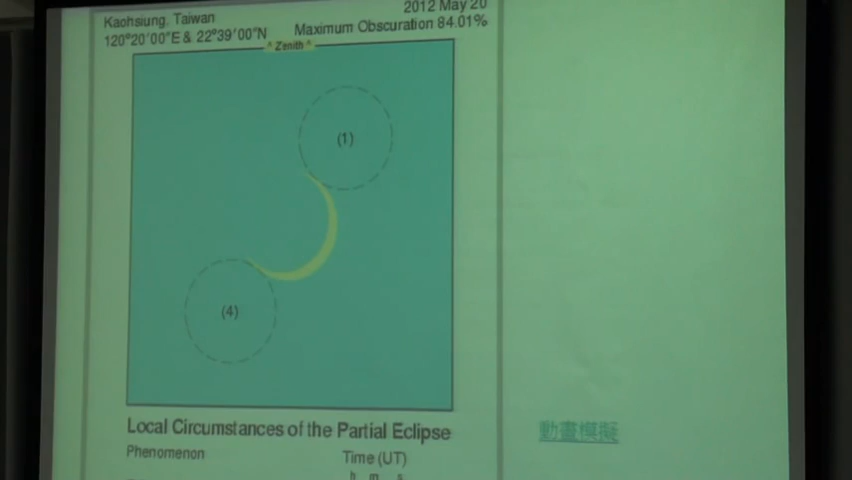 Kaohsiung, Taiwan
2012 May 20
120°20'00"E & 22°39'00"N
Maximum Obscuration 84.01%
^ Zenith ^
(1)
(4)
Local Circumstances of the Partial Eclipse
Phenomenon
Time (UT)
h m s
動畫模擬